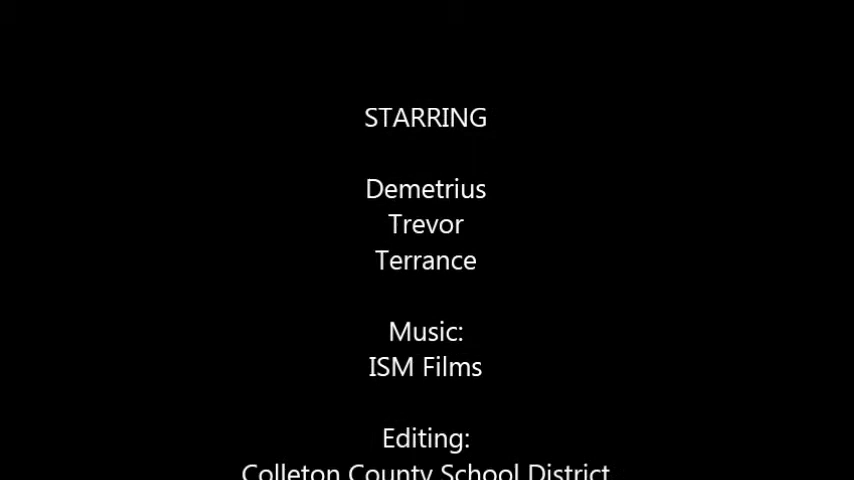 STARRING
Demetrius
Trevor
Terrance
Music:
ISM Films
Editing:
Colleton County School District